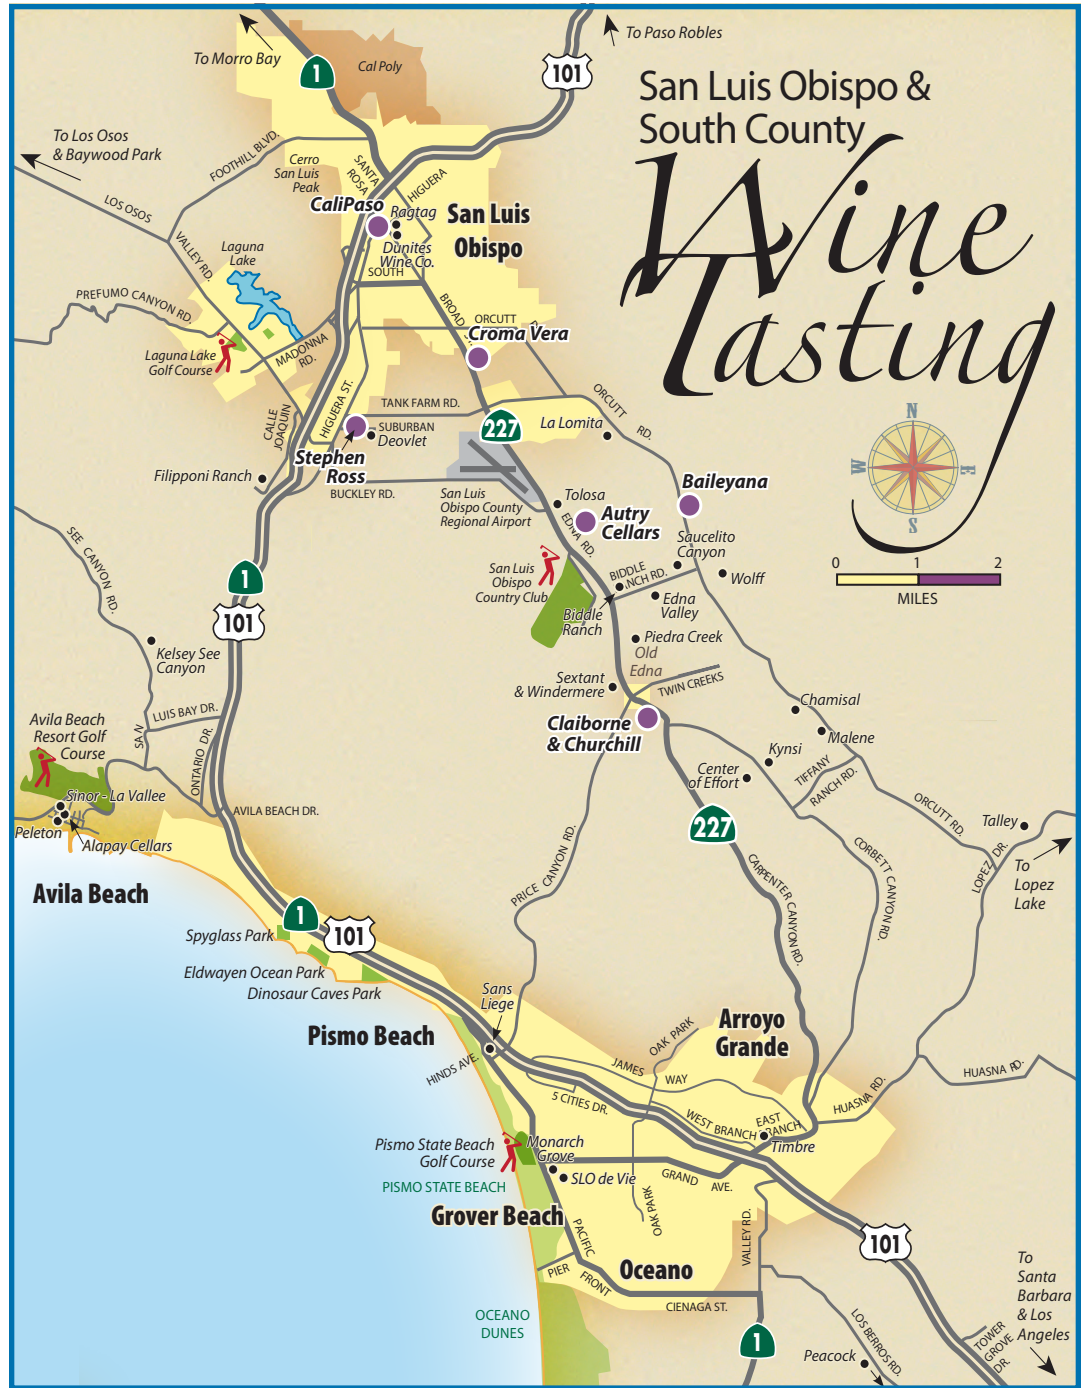 To Morro Bay
1
Cal Poly
101
To Paso Robles
San Luis Obispo &
South County
Wine
Tasting
To Los Osos
& Baywood Park
FOOTHILL BLVD.
Cerro
San Luis
Peak
SANTA
ROSA
HIGUERA
LOS OSOS
VALLEY RD.
CaliPaso
Ragtag
San Luis
Obispo
Dunites
Wine Co.
Laguna
Lake
SOUTH
PREFUMO CANYON RD.
BROAD ST.
ORCUTT
Croma Vera
MADONNA
RD.
Laguna Lake
Golf Course
CALLE
JOAQUIN
HIGUERA ST.
TANK FARM RD.
ORCUTT
RD.
SUBURBAN
Deovlet
227
La Lomita
Stephen
Ross
Filipponi Ranch
BUCKLEY RD.
San Luis
Obispo County
Regional Airport
Tolosa
Baileyana
Autry
Cellars
EDNA RD.
Saucelito
Canyon
N
W
E
S
0
1
2
MILES
SEE CANYON RD.
1
101
San Luis
Obispo
Country Club
BIDDLE
RANCH RD.
Wolff
Edna
Valley
Biddle
Ranch
Piedra Creek
Old
Edna
Kelsey See
Canyon
Sextant
& Windermere
TWIN CREEKS
Chamisal
SAN
LUIS BAY DR.
Avila Beach
Resort Golf
Course
ONTARIO DR.
Claiborne
& Churchill
Malene
Kynsi
Center
of Effort
TIFFANY
RANCH RD.
Sinor - La Vallee
Peleton
Alapay Cellars
AVILA BEACH DR.
227
ORCUTT RD.
Talley
LOPEZ DR.
To
Lopez
Lake
Avila Beach
PRICE CANYON RD.
CARPENTER CANYON RD.
CORBETT CANYON RD.
1
101
Spyglass Park
Eldwayen Ocean Park
Dinosaur Caves Park
Sans
Liege
Pismo Beach
Arroyo
Grande
OAK PARK
HINDS AVE.
JAMES
WAY
HUASNA RD.
HUASNA RD.
5 CITIES DR.
WEST BRANCH
EAST
BRANCH
Timbre
Pismo State Beach
Golf Course
Monarch
Grove
SLO de Vie
PISMO STATE BEACH
GRAND
AVE.
OAK PARK
Grover Beach
VALLEY RD.
PACIFIC
101
Oceano
PIER
FRONT
CIENAGA ST.
OCEANO
DUNES
1
LOS BERROS RD.
Peacock
TOWER
GROVE
DR.
To
Santa
Barbara
& Los
Angeles